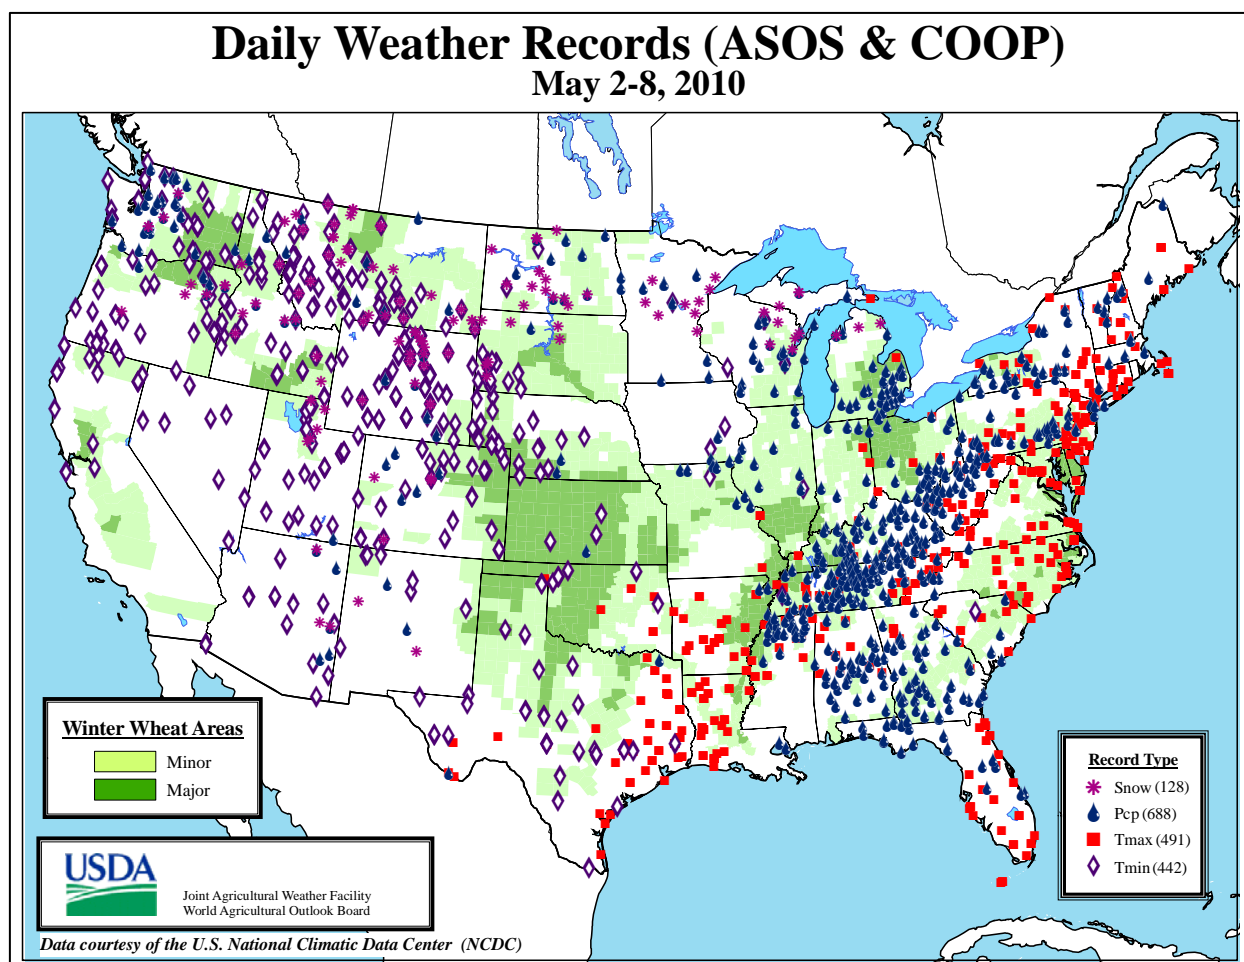 Daily Weather Records (ASOS & COOP)
May 2-8, 2010
Winter Wheat Areas
Minor
Major
Record Type
Snow (128)
Pcp (688)
Tmax (491)
Tmin (442)
USDA
Joint Agricultural Weather Facility
World Agricultural Outlook Board
Data courtesy of the U.S. National Climatic Data Center (NCDC)